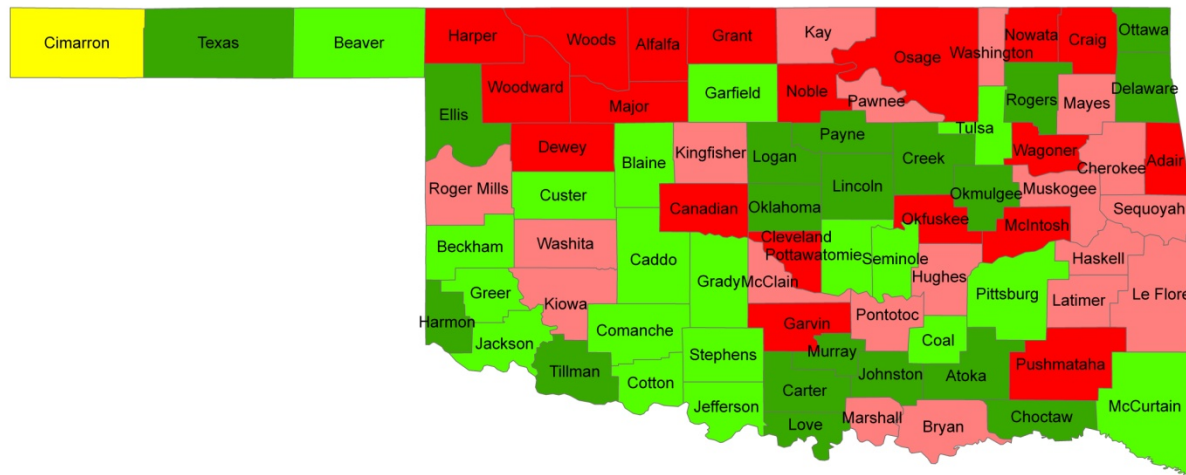 Cimarron
Texas
Beaver
Harper
Woods
Alfalfa
Grant
Kay
Osage
Washington
Nowata
Craig
Ottawa
Woodward
Major
Garfield
Noble
Pawnee
Rogers
Mayes
Delaware
Ellis
Dewey
Blaine
Kingfisher
Logan
Payne
Creek
Tulsa
Wagoner
Cherokee
Adair
Roger Mills
Custer
Canadian
Oklahoma
Lincoln
Okmulgee
Muskogee
Sequoyah
Beckham
Washita
Caddo
Grady
McClain
Cleveland
Pottawatomie
Seminole
Okfuskee
McIntosh
Hughes
Haskell
Pittsburg
Latimer
Le Flore
Greer
Kiowa
Harmon
Jackson
Comanche
Stephens
Garvin
Pontotoc
Coal
Murray
Pushmataha
Tillman
Cotton
Jefferson
Carter
Johnston
Atoka
Love
Marshall
Bryan
Choctaw
McCurtain